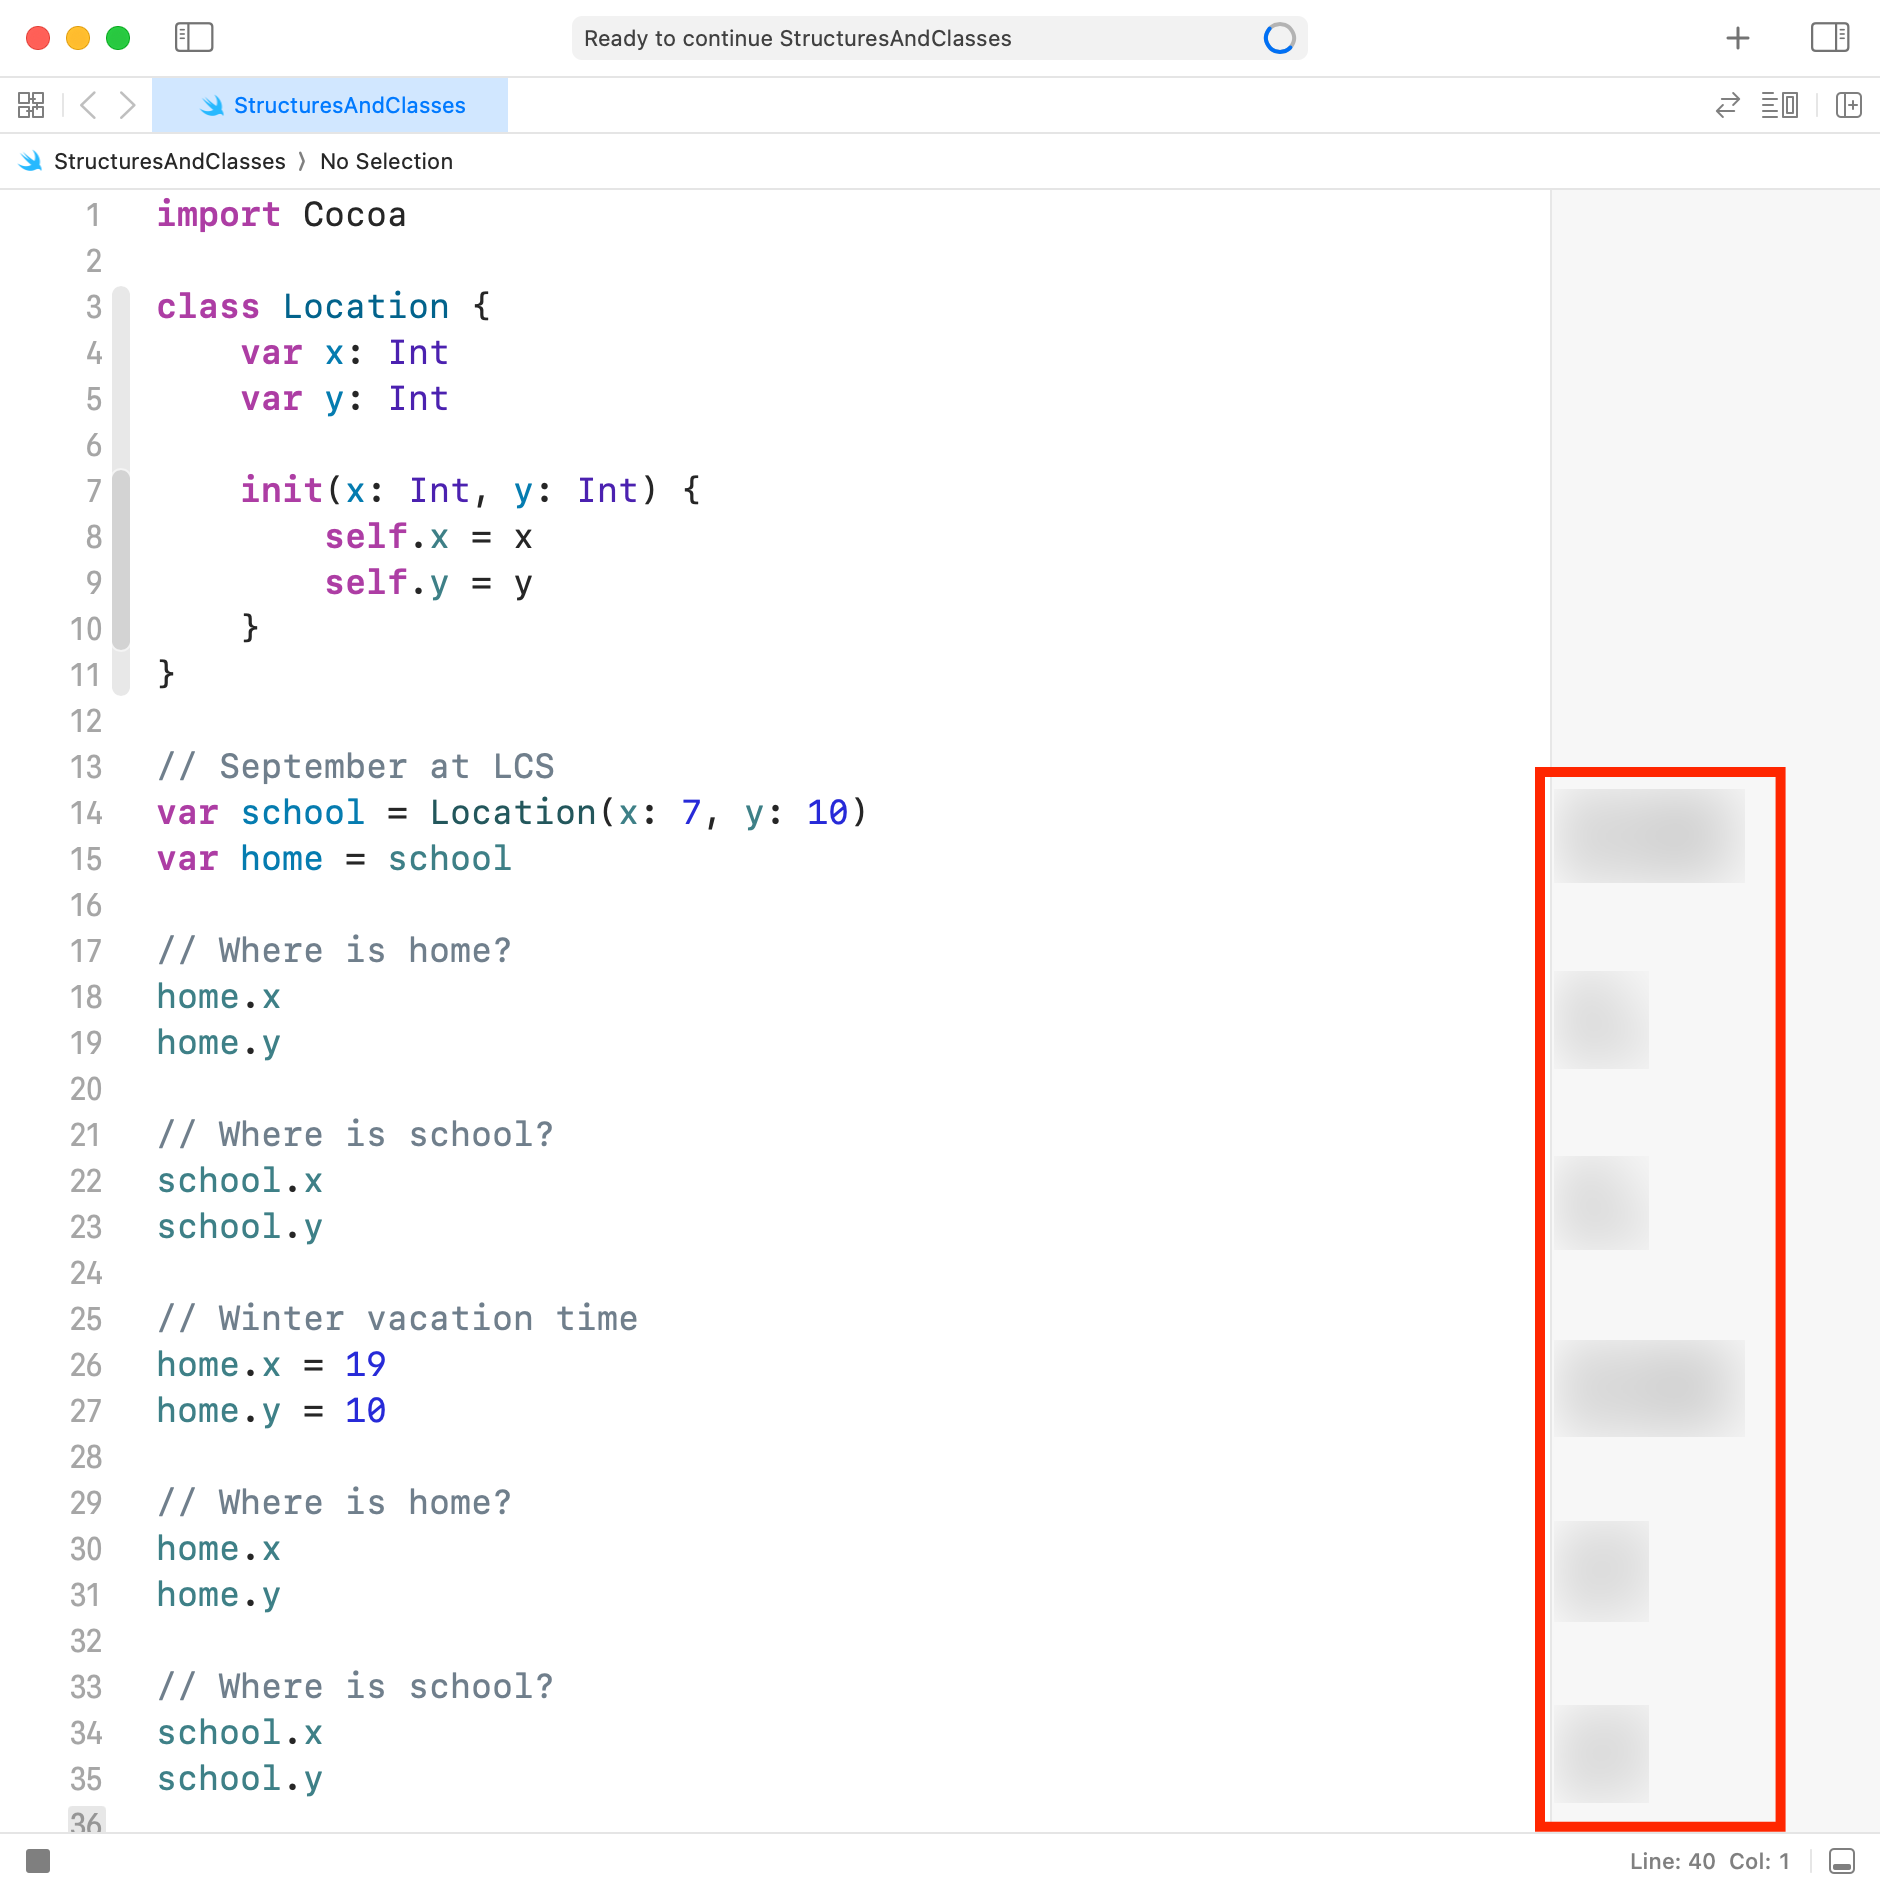 Ready to continue StructuresAndClasses
StructuresAndClasses
StructuresAndClasses 〉 No Selection
1 import Cocoa
2
3 class Location {
4     var x: Int
5     var y: Int
6
7     init(x: Int, y: Int) {
8         self.x = x
9         self.y = y
10     }
11 }
12
13 // September at LCS
14 var school = Location(x: 7, y: 10)
15 var home = school
16
17 // Where is home?
18 home.x
19 home.y
20
21 // Where is school?
22 school.x
23 school.y
24
25 // Winter vacation time
26 home.x = 19
27 home.y = 10
28
29 // Where is home?
30 home.x
31 home.y
32
33 // Where is school?
34 school.x
35 school.y
36
Line: 40 Col: 1